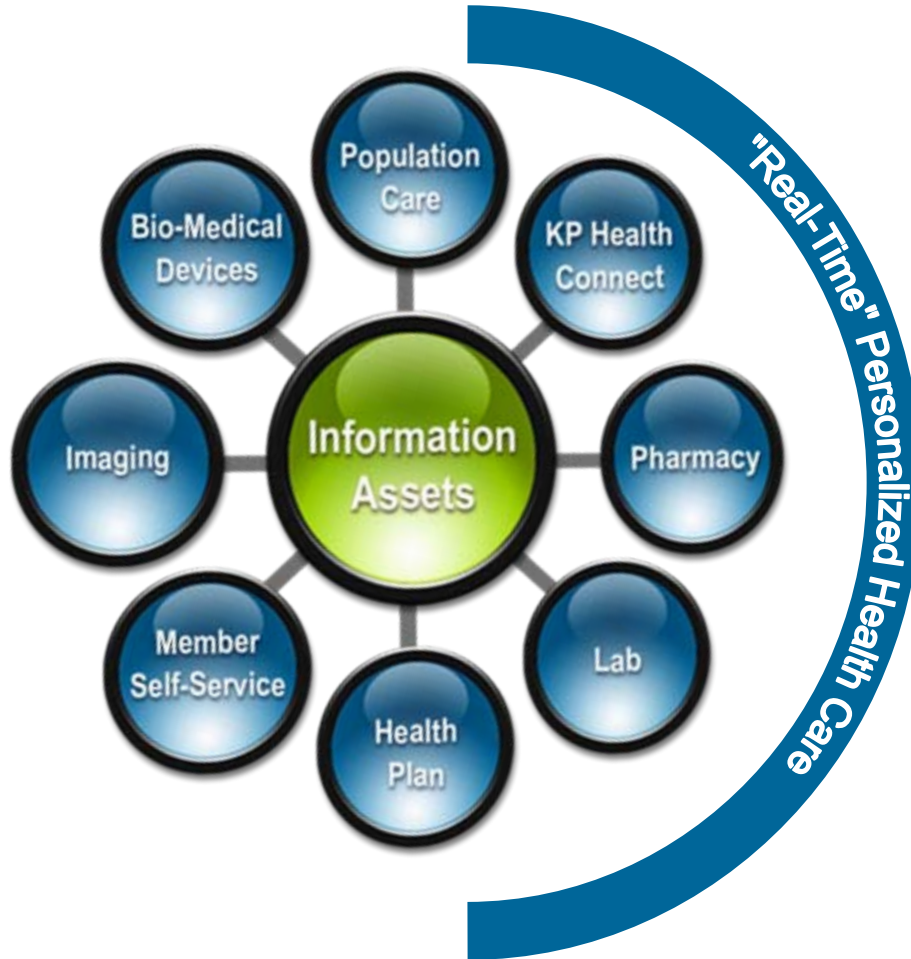 Population
Care
Bio-Medical
Devices
KP Health
Connect
Imaging
Information
Assets
Pharmacy
Member
Self-Service
Lab
Health
Plan
"Real-Time" Personalized Health Care